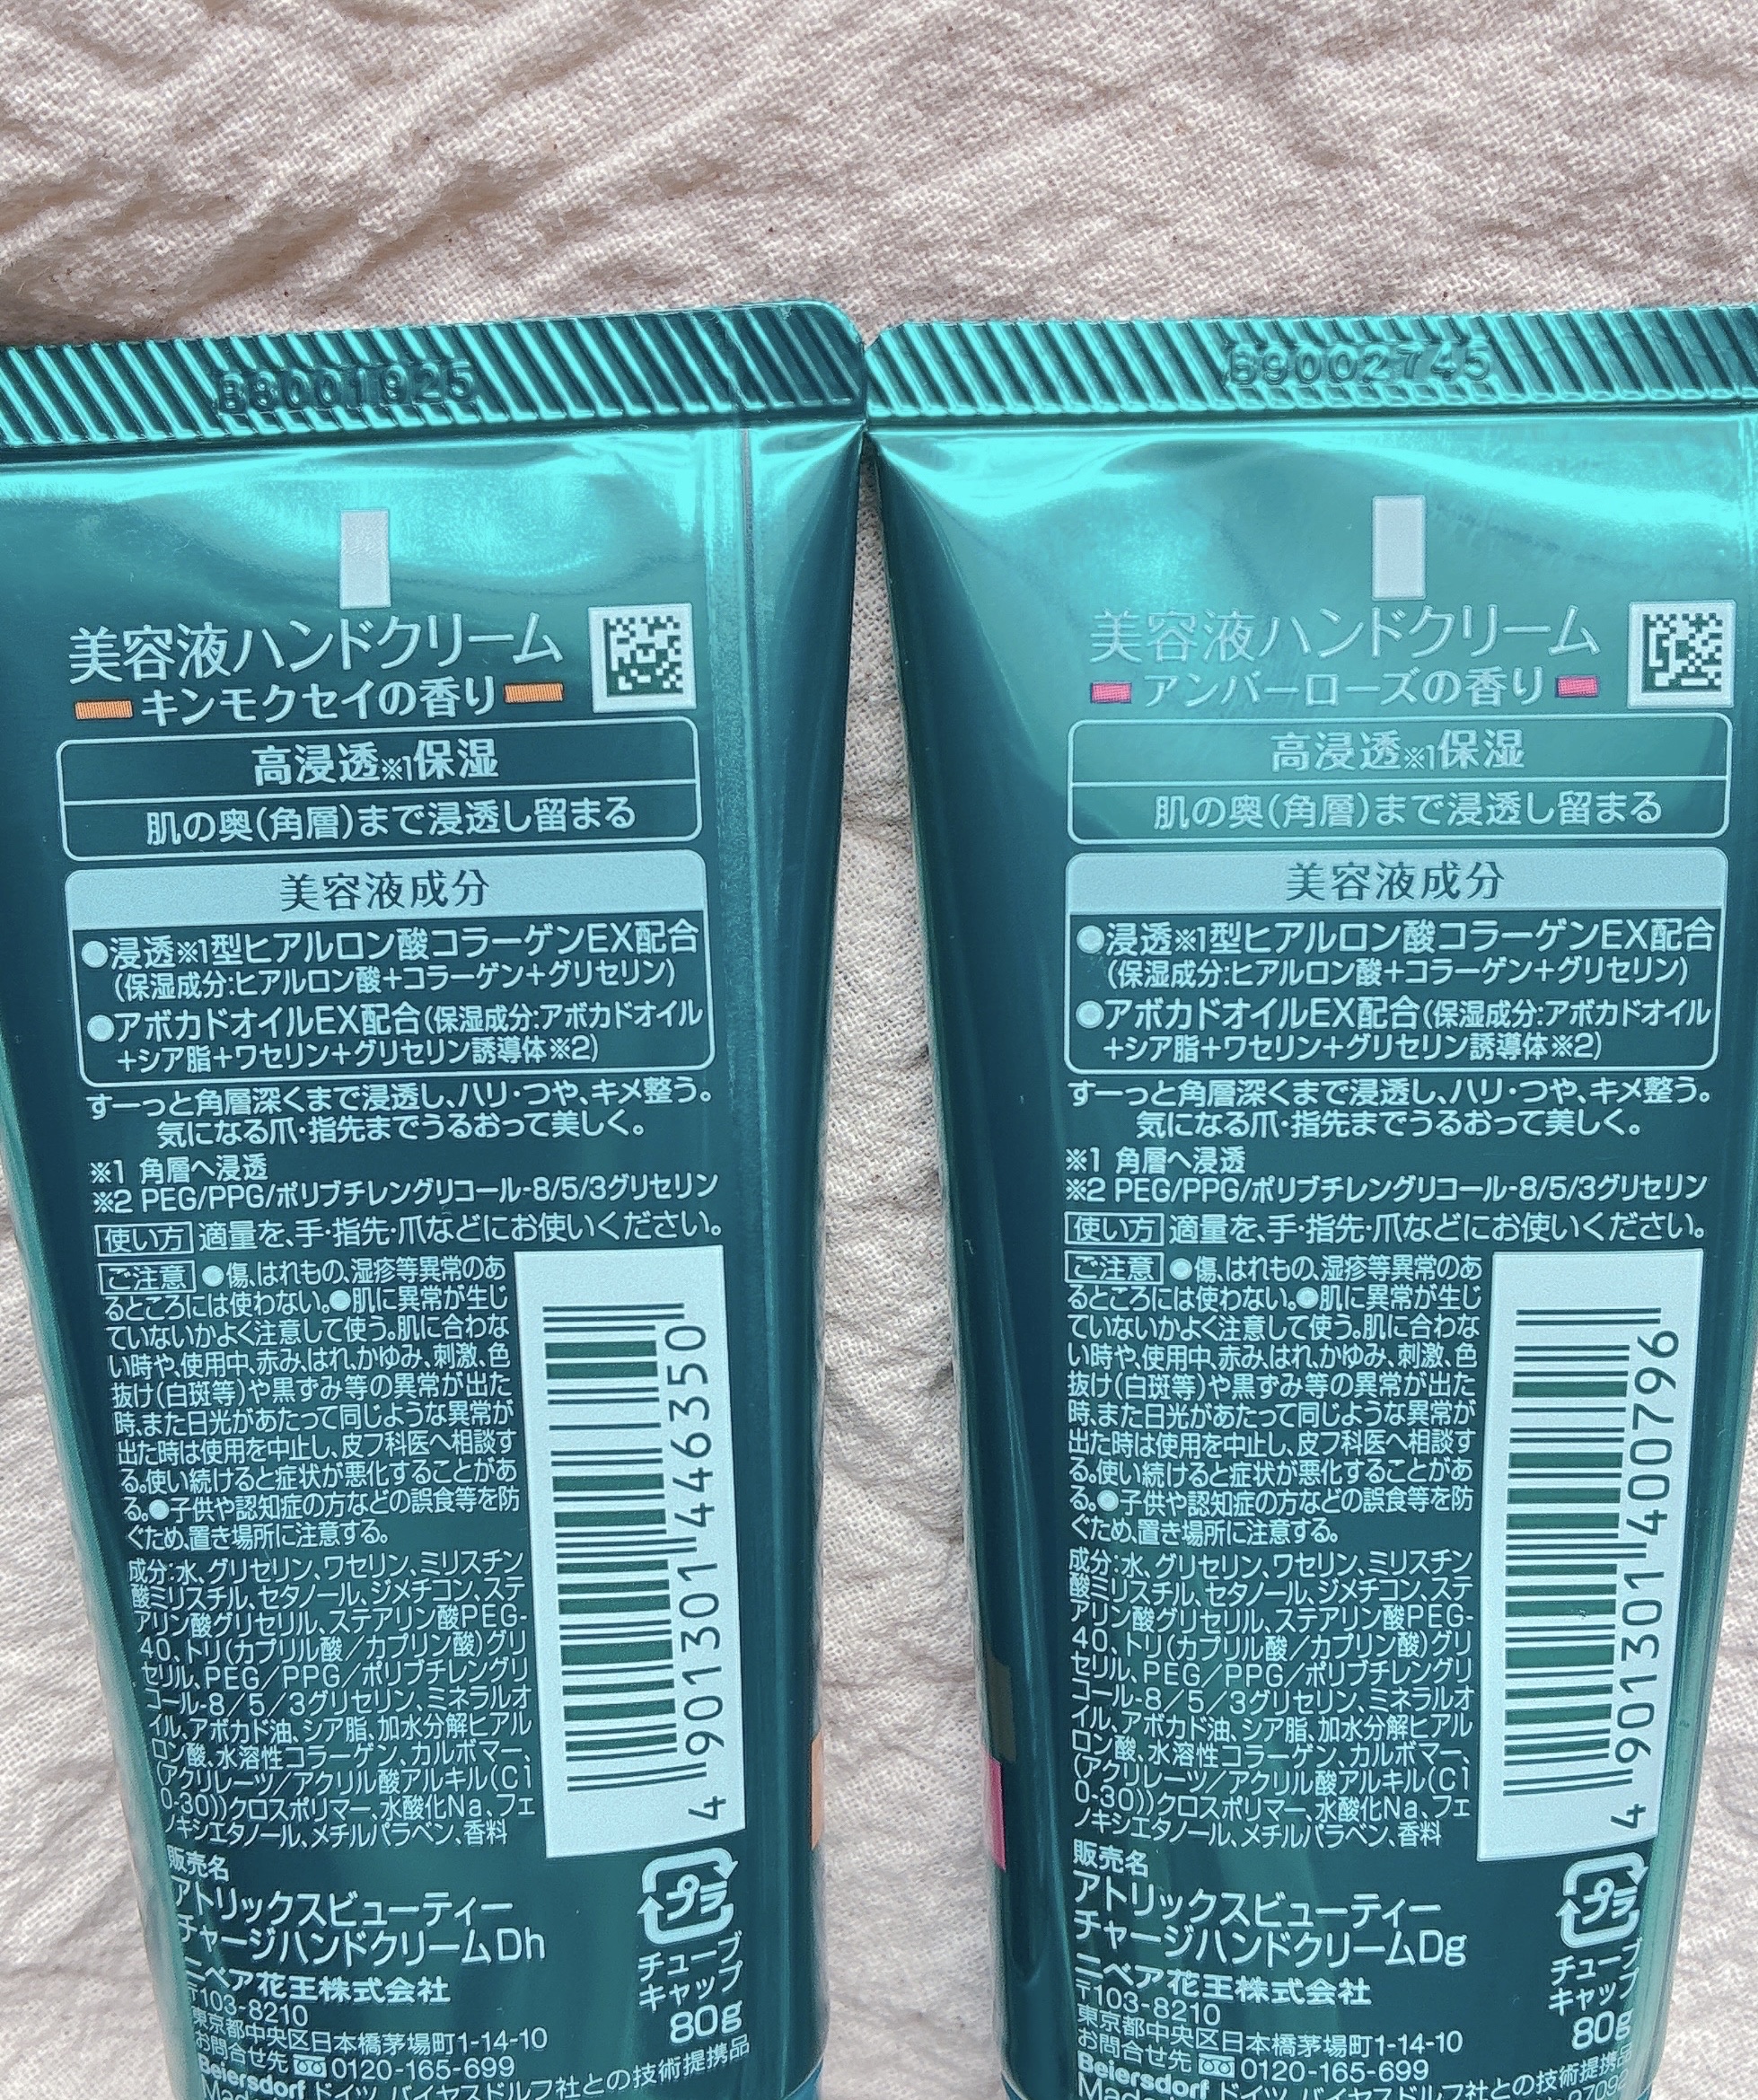 B8001925
美容液ハンドクリーム
キンモクセイの香り
高浸透※1保湿
肌の奥(角層)まで浸透し留まる
美容液成分
●浸透※1型ヒアルロン酸コラーゲンEX配合
(保湿成分:ヒアルロン酸+コラーゲン+グリセリン)
●アボカドオイルEX配合(保湿成分:アボカドオイル
+シア脂+ワセリン+グリセリン誘導体※2)
すーっと角層深くまで浸透し、ハリ・つや、キメ整う。
気になる爪・指先までうるおって美しく。
※1 角層へ浸透
※2 PEG/PPG/ポリブチレングリコール-8/5/3グリセリン
使い方 適量を、手・指先・爪などにお使いください。
ご注意 ●傷、はれもの、湿疹等異常のあ
るところには使わない。●肌に異常が生じ
ていないかよく注意して使う。肌に合わな
い時や、使用中、赤み、はれ、かゆみ、刺激、色
抜け(白斑等)や黒ずみ等の異常が出た
時、また日光があたって同じような異常が
出た時は使用を中止し、皮フ科医へ相談す
る。使い続けると症状が悪化することがあ
る。●子供や認知症の方などの誤食等を防
ぐため、置き場所に注意する。
成分:水、グリセリン、ワセリン、ミリスチン
酸ミリスチル、セタノール、ジメチコン、ステ
アリン酸グリセリル、ステアリン酸PEG-
40、トリ(カプリル酸/カプリン酸)グリ
セリル、PEG/PPG/ポリブチレングリ
コール-8/5/3グリセリン、ミネラルオ
イル、アボカド油、シア脂、加水分解ヒアル
ロン酸、水溶性コラーゲン、カルボマー、
(アクリレーツ/アクリル酸アルキル(C1
0-30))クロスポリマー、水酸化Na、フェ
ノキシエタノール、メチルパラベン、香料
4 901301 446350
販売名
アトリックスビューティー
チャージハンドクリームDh
ニベア花王株式会社
〒103-8210
東京都中央区日本橋茅場町1-14-10
お問合せ先 0120-165-699
Beiersdorf ドイツ、バイヤスドルフ社との技術提携品
Made
プラ
チューブ
キャップ
80g
B9002745
美容液ハンドクリーム
アンバーローズの香り
高浸透※1保湿
肌の奥(角層)まで浸透し留まる
美容液成分
●浸透※1型ヒアルロン酸コラーゲンEX配合
(保湿成分:ヒアルロン酸+コラーゲン+グリセリン)
●アボカドオイルEX配合(保湿成分:アボカドオイル
+シア脂+ワセリン+グリセリン誘導体※2)
すーっと角層深くまで浸透し、ハリ・つや、キメ整う。
気になる爪・指先までうるおって美しく。
※1 角層へ浸透
※2 PEG/PPG/ポリブチレングリコール-8/5/3グリセリン
使い方 適量を、手・指先・爪などにお使いください。
ご注意 ●傷、はれもの、湿疹等異常のあ
るところには使わない。●肌に異常が生じ
ていないかよく注意して使う。肌に合わな
い時や、使用中、赤み、はれ、かゆみ、刺激、色
抜け(白斑等)や黒ずみ等の異常が出た
時、また日光があたって同じような異常が
出た時は使用を中止し、皮フ科医へ相談す
る。使い続けると症状が悪化することがあ
る。●子供や認知症の方などの誤食等を防
ぐため、置き場所に注意する。
成分:水、グリセリン、ワセリン、ミリスチン
酸ミリスチル、セタノール、ジメチコン、ステ
アリン酸グリセリル、ステアリン酸PEG-
40、トリ(カプリル酸/カプリン酸)グリ
セリル、PEG/PPG/ポリブチレングリ
コール-8/5/3グリセリン、ミネラルオ
イル、アボカド油、シア脂、加水分解ヒアル
ロン酸、水溶性コラーゲン、カルボマー、
(アクリレーツ/アクリル酸アルキル(C1
0-30))クロスポリマー、水酸化Na、フェ
ノキシエタノール、メチルパラベン、香料
4 901301 400796
販売名
アトリックスビューティー
チャージハンドクリームDg
ニベア花王株式会社
〒103-8210
東京都中央区日本橋茅場町1-14-10
お問合せ先 0120-165-699
Beiersdorf ドイツ、バイヤスドルフ社との技術提携品
Made
プラ
チューブ
キャップ
80g